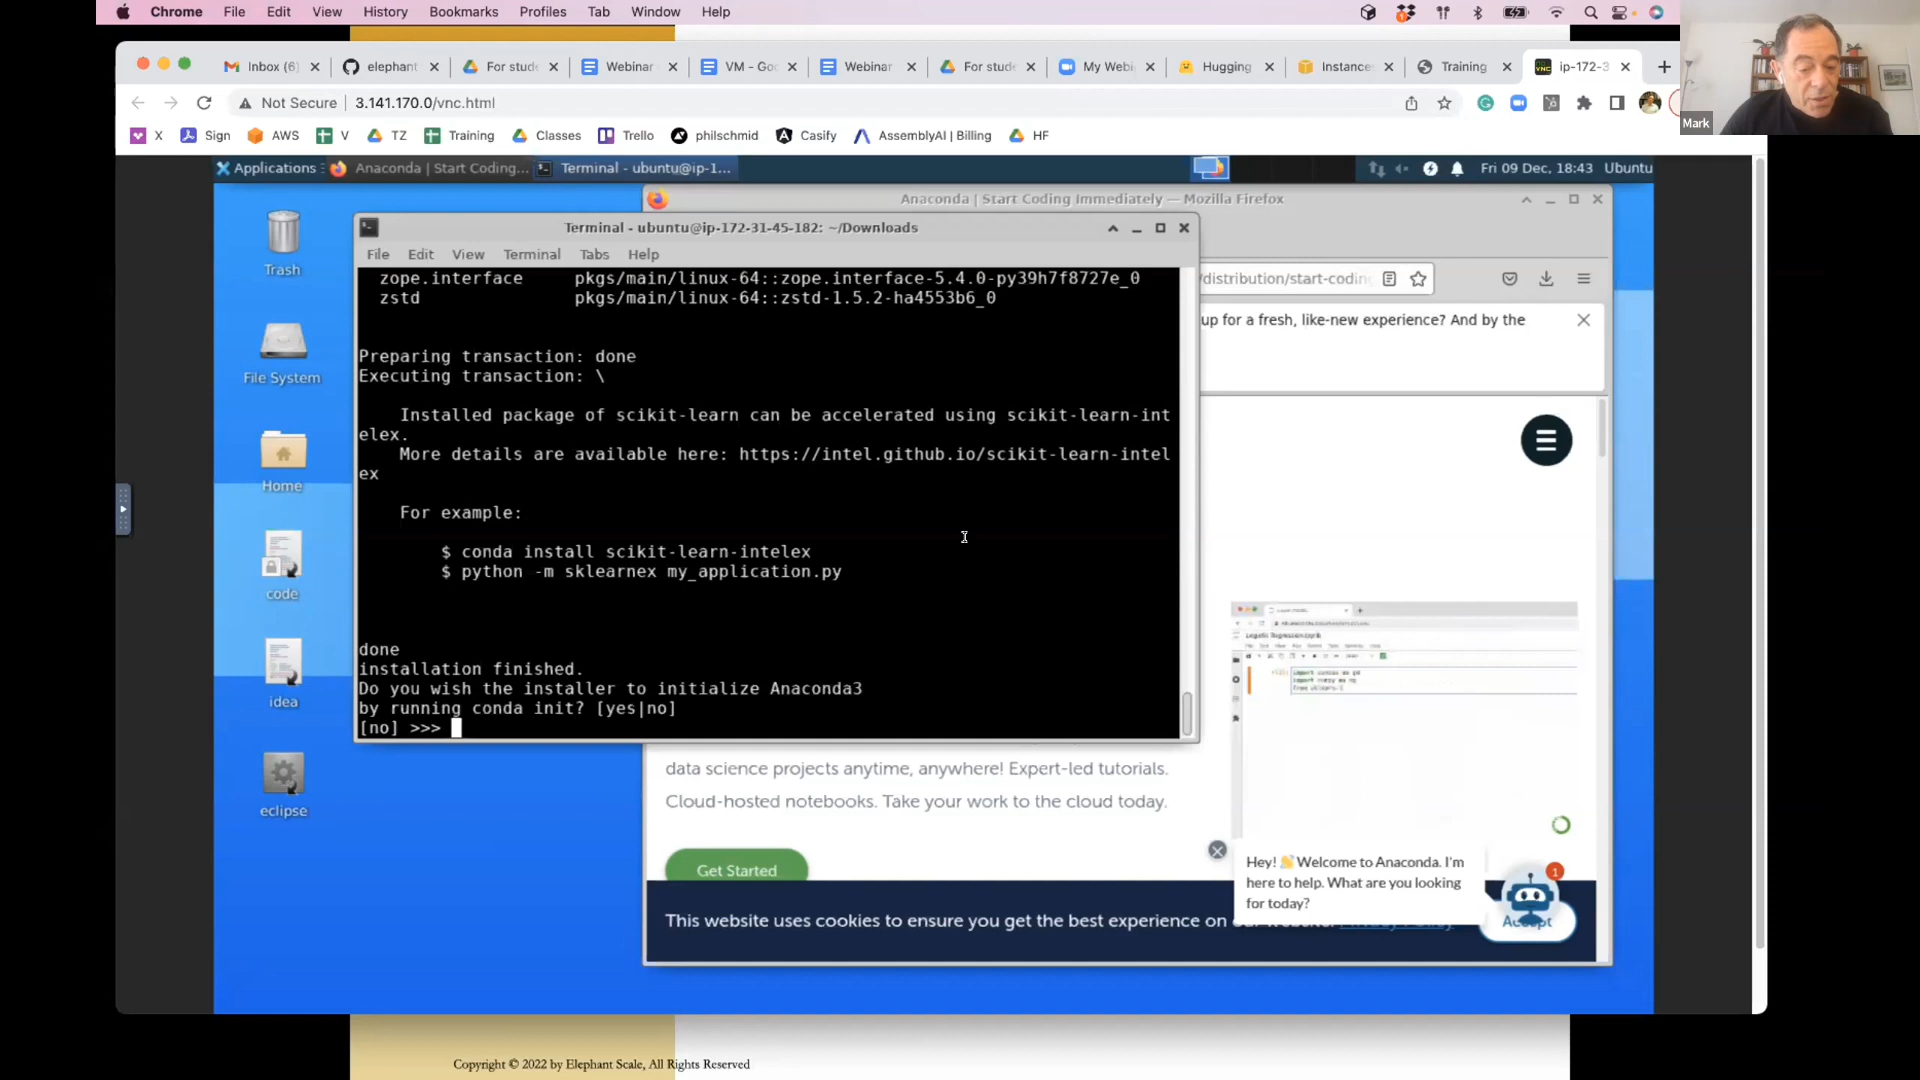 Chrome File Edit View History Bookmarks Profiles Tab Window Help
Inbox (6) elephant For stude Webinar VM - Goo Webinar For stude My Webi Hugging Instances Training ip-172-3
Not Secure 3.141.170.0/vnc.html
X Sign AWS V TZ Training Classes Trello philschmid Casify AssemblyAI | Billing HF
Mark
Applications Anaconda | Start Coding... Terminal - ubuntu@ip-1... Fri 09 Dec, 18:43 Ubuntu
Anaconda | Start Coding Immediately — Mozilla Firefox
Terminal - ubuntu@ip-172-31-45-182: ~/Downloads
File Edit View Terminal Tabs Help
zope.interface pkgs/main/linux-64::zope.interface-5.4.0-py39h7f8727e_0
zstd pkgs/main/linux-64::zstd-1.5.2-ha4553b6_0
Preparing transaction: done
Executing transaction: \
Installed package of scikit-learn can be accelerated using scikit-learn-int
elex.
More details are available here: https://intel.github.io/scikit-learn-intel
ex
For example:
$ conda install scikit-learn-intelex
$ python -m sklearnex my_application.py
done
installation finished.
Do you wish the installer to initialize Anaconda3
by running conda init? [yes|no]
[no] >>>
Trash
File System
Home
code
idea
eclipse
/distribution/start-coding
up for a fresh, like-new experience? And by the
data science projects anytime, anywhere! Expert-led tutorials.
Cloud-hosted notebooks. Take your work to the cloud today.
Get Started
Hey! 👋 Welcome to Anaconda. I'm
here to help. What are you looking
for today?
1
This website uses cookies to ensure you get the best experience on our website. Privacy Policy
Accept
Copyright © 2022 by Elephant Scale, All Rights Reserved